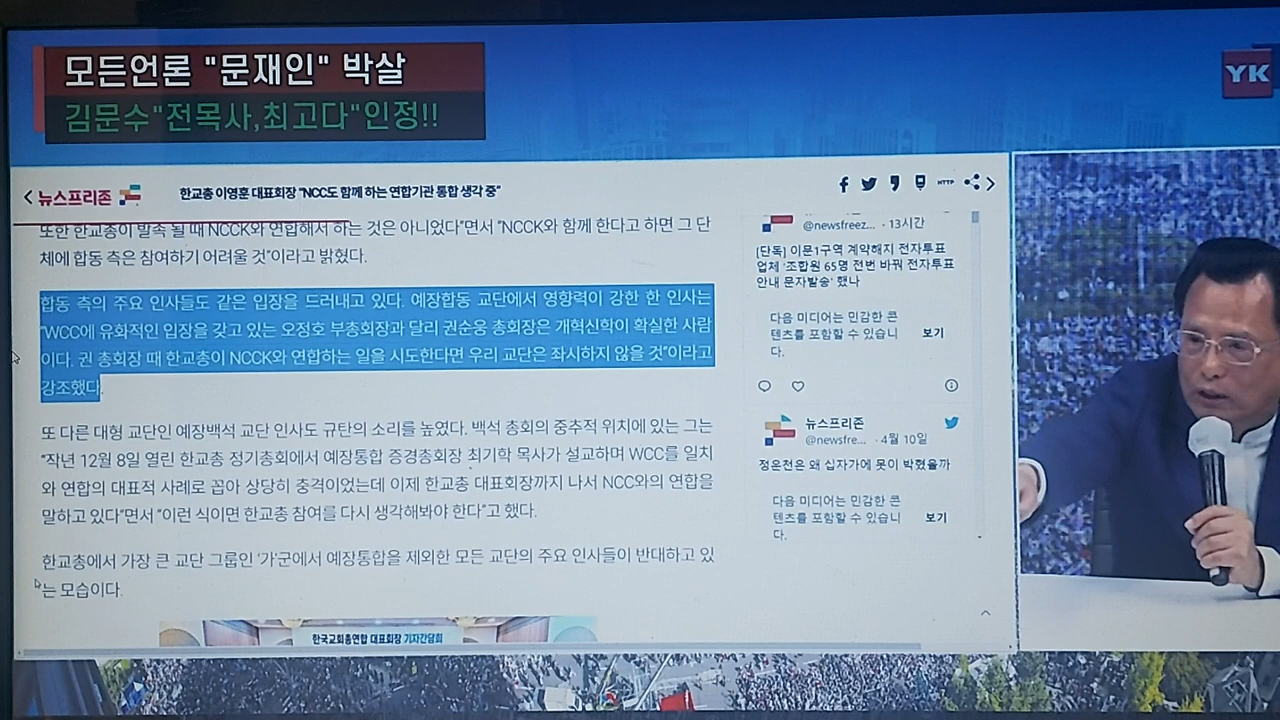 모든언론 "문재인" 박살
김문수"전목사,최고다"인정!!
YK
뉴스프리존
한교총 이영훈 대표회장 "NCC도 함께 하는 연합기관 통합 생각 중"
HTTP
또한 한교총이 발족 될 때 NCCK와 연합해서 하는 것은 아니었다"면서 "NCCK와 함께 한다고 하면 그 단
체에 합동 측은 참여하기 어려울 것"이라고 밝혔다.
합동 측의 주요 인사들도 같은 입장을 드러내고 있다. 예장합동 교단에서 영향력이 강한 한 인사는
"WCC에 유화적인 입장을 갖고 있는 오정호 부총회장과 달리 권순웅 총회장은 개혁신학이 확실한 사람
이다. 권 총회장 때 한교총이 NCCK와 연합하는 일을 시도한다면 우리 교단은 좌시하지 않을 것"이라고
강조했다.
또 다른 대형 교단인 예장백석 교단 인사도 규탄의 소리를 높였다. 백석 총회의 중추적 위치에 있는 그는
"작년 12월 8일 열린 한교총 정기총회에서 예장통합 증경총회장 최기학 목사가 설교하며 WCC를 일치
와 연합의 대표적 사례로 꼽아 상당히 충격이었는데 이제 한교총 대표회장까지 나서 NCC와의 연합을
말하고 있다"면서 "이런 식이면 한교총 참여를 다시 생각해봐야 한다"고 했다.
한교총에서 가장 큰 교단 그룹인 '가'군에서 예장통합을 제외한 모든 교단의 주요 인사들이 반대하고 있
는 모습이다.
한국교회총연합 대표회장 기자간담회
@newsfreez... · 13시간
[단독] 이문1구역 계약해지 전자투표
업체 '조합원 65명 전번 바꿔 전자투표
안내 문자발송' 했나
다음 미디어는 민감한 콘
텐츠를 포함할 수 있습니
다.
보기
뉴스프리존
@newsfre... · 4월 10일
정은전은 왜 십자가에 못이 박혔을까
다음 미디어는 민감한 콘
텐츠를 포함할 수 있습니
다.
보기